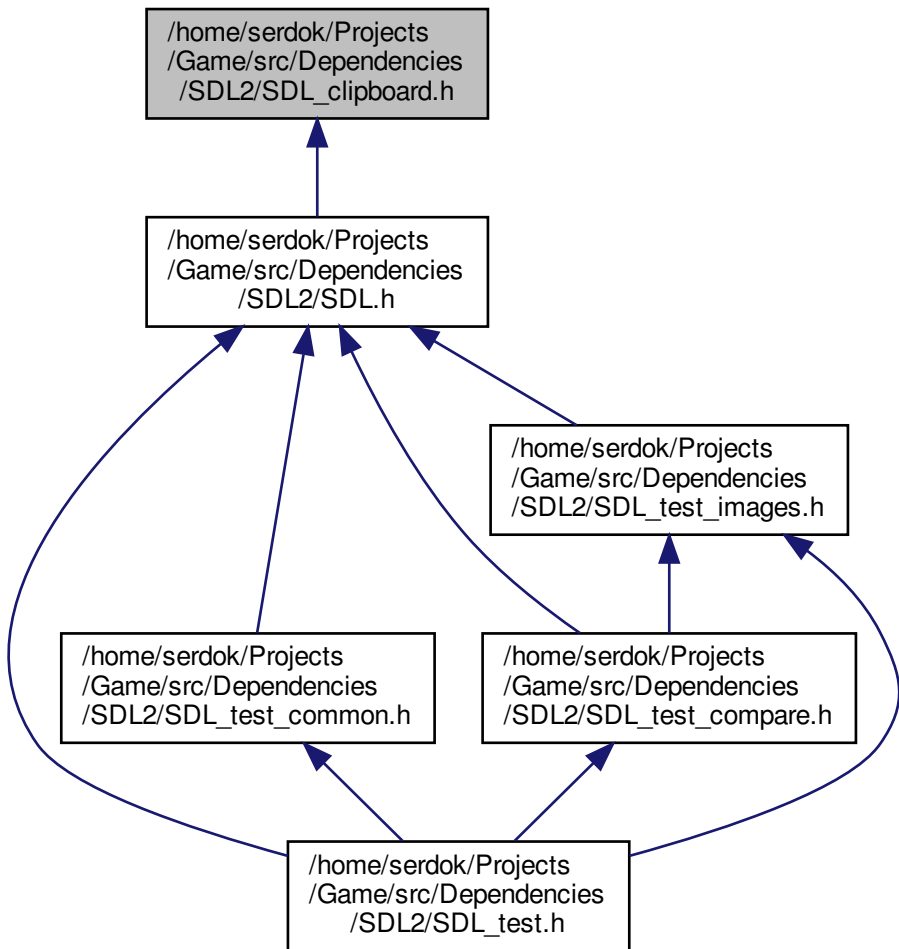 /home/serdok/Projects
/Game/src/Dependencies
/SDL2/SDL_clipboard.h
/home/serdok/Projects
/Game/src/Dependencies
/SDL2/SDL.h
/home/serdok/Projects
/Game/src/Dependencies
/SDL2/SDL_test_images.h
/home/serdok/Projects
/Game/src/Dependencies
/SDL2/SDL_test_common.h
/home/serdok/Projects
/Game/src/Dependencies
/SDL2/SDL_test_compare.h
/home/serdok/Projects
/Game/src/Dependencies
/SDL2/SDL_test.h